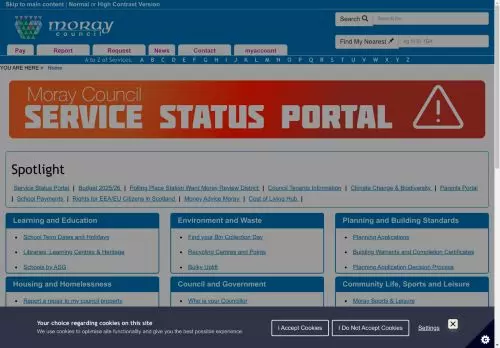 Skip to main content | Normal or High Contrast Version
moray
council
Search
Find My Nearest
eg IV30 1BX
Pay
Report
Request
News
Contact
myaccount
A to Z of Services: A B C D E F G H I J K L M N O P Q R S T U V W X Y Z
YOU ARE HERE » Home
Moray Council
SERVICE STATUS PORTAL
Spotlight
Service Status Portal | Budget 2025/26 | Polling Place Station Want Moray Review District | Council Tenants Information | Climate Change & Biodiversity | Parents Portal
| School Payments | Rights for EEA/EU Citizens in Scotland | Money Advice Moray | Cost of Living Hub |
Learning and Education
• School Term Dates and Holidays
• Libraries, Learning Centres & Heritage
• Schools by ASG
Environment and Waste
• Find your Bin Collection Day
• Recycling Centres and Points
• Bulky Uplift
Planning and Building Standards
• Planning Applications
• Building Warrants and Completion Certificates
• Planning Application Decision Process
Housing and Homelessness
• Report a repair to my council property
Council and Government
• Who is your Councillor
Community Life, Sports and Leisure
• Moray Sports & Leisure
Your choice regarding cookies on this site
We use cookies to optimise site functionality and give you the best possible experience.
I Accept Cookies
I Do Not Accept Cookies
Settings
X